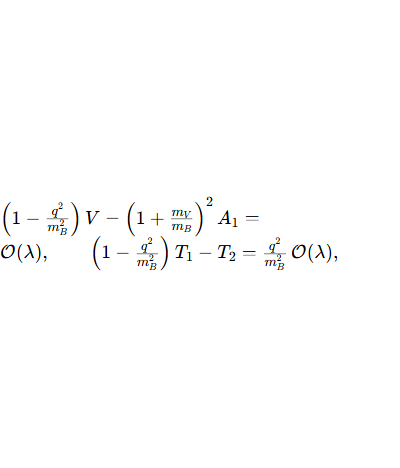 (1 − q²/m_B²) V − (1 + m_V/m_B)² A₁ =
𝒪(λ), (1 − q²/m_B²) T₁ − T₂ = q²/m_B² 𝒪(λ),